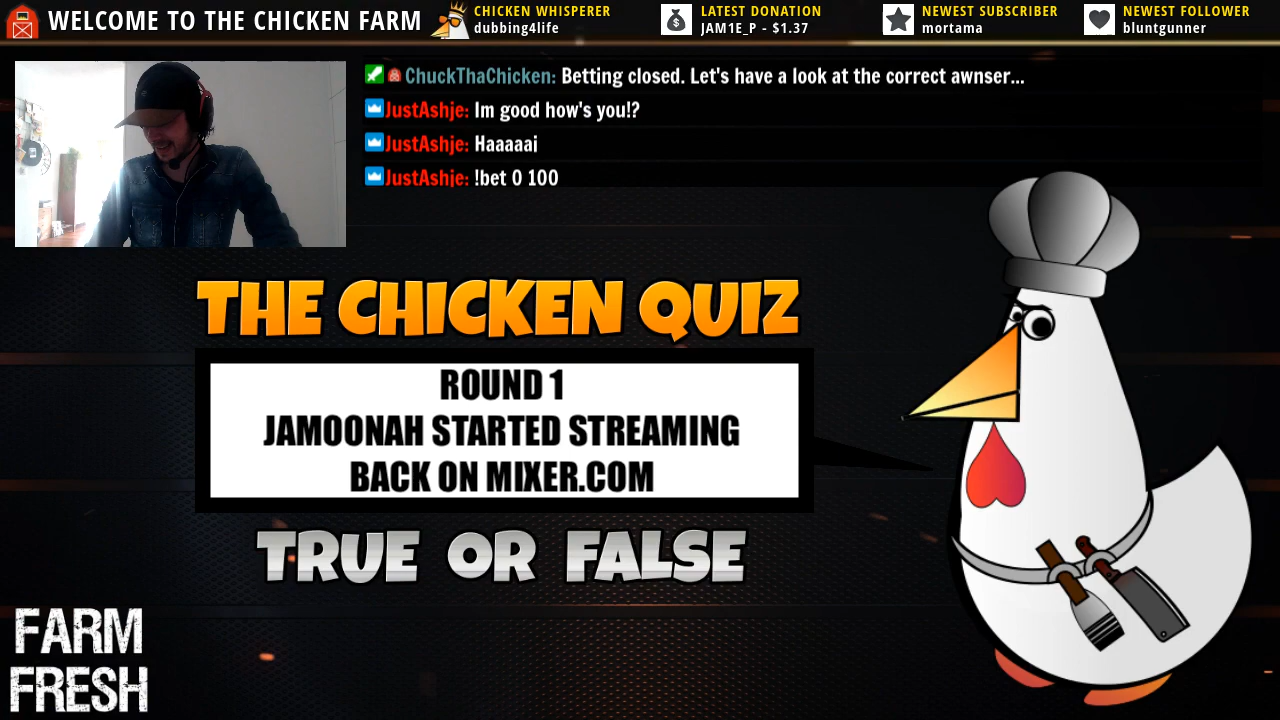 WELCOME TO THE CHICKEN FARM
CHICKEN WHISPERER
dubbing4life
LATEST DONATION
JAM1E_P - $1.37
NEWEST SUBSCRIBER
mortama
NEWEST FOLLOWER
bluntgunner
ChuckThaChicken: Betting closed. Let's have a look at the correct awnser...
JustAshje: Im good how's you!?
JustAshje: Haaaaai
JustAshje: !bet 0 100
THE CHICKEN QUIZ
ROUND 1
JAMOONAH STARTED STREAMING
BACK ON MIXER.COM
TRUE OR FALSE
FARM
FRESH